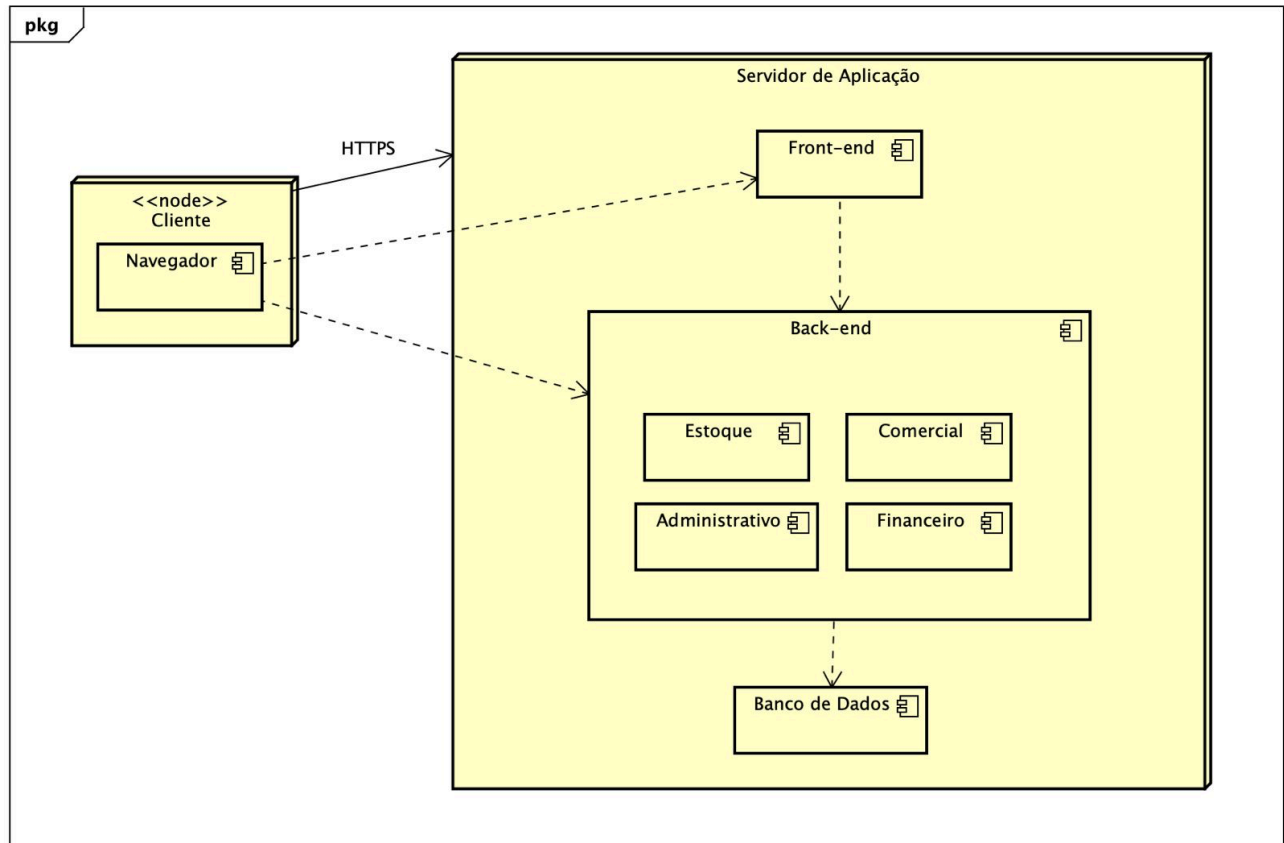 pkg
Servidor de Aplicação
Front-end
HTTPS
<<node>>
Cliente
Navegador
Back-end
Estoque
Comercial
Administrativo
Financeiro
Banco de Dados